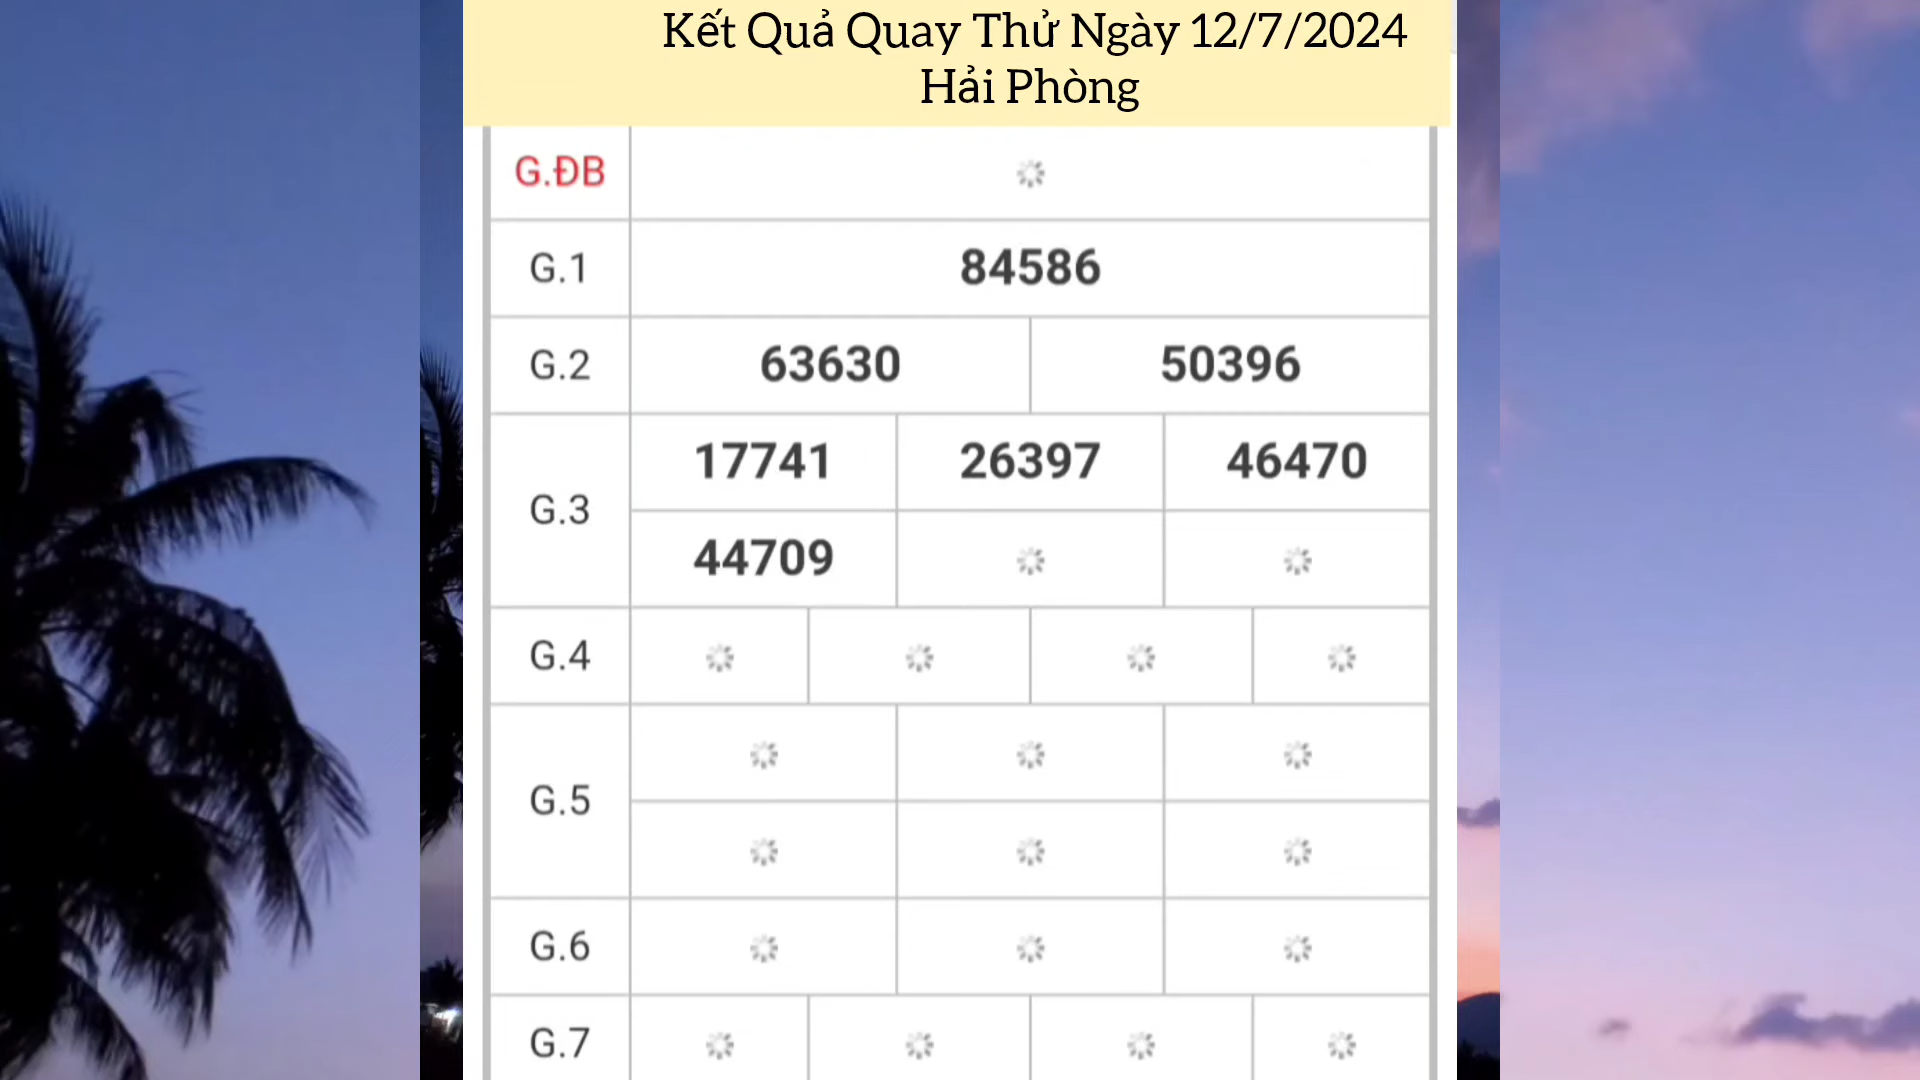 Kết Quả Quay Thử Ngày 12/7/2024
Hải Phòng
G.ĐB
G.1 84586
G.2 63630 50396
G.3
17741 26397 46470
44709
G.4
G.5
G.6
G.7